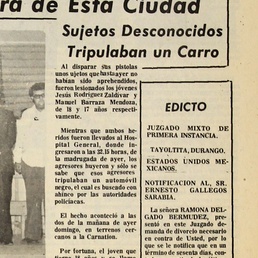 ra de Esta Ciudad
Sujetos Desconocidos
Tripulaban un Carro
Al disparar sus pistolas
unos sujetos que hasta ayer no
habían sido aprehendidos,
fueron lesionados los jóvenes
Jesús Rodríguez Zaldívar y
Manuel Barraza Mendoza, de
18 y 17 años respecti-
vamente.
Mientras que ambos he-
ridos fueron llevados al Hos-
pital General, donde in-
gresaron a las 22.15 horas, de
la madrugada de ayer, los
agresores huyeron y sólo se
sabe que esos agresores
tripulaban un automóvil
negro, el cual es buscado con
ahínco por las autoridades
policíacas.
El hecho aconteció a las
dos de la mañana de ayer
domingo, en terrenos cer-
canos a la Carnation.
Por fortuna, el joven que
EDICTO
JUZGADO MIXTO DE
PRIMERA INSTANCIA.
TAYOLTITA, DURANGO.
ESTADOS UNIDOS ME-
XICANOS.
NOTIFICACION AL, SR.
ERNESTO GALLEGOS
SARABIA.
La señora RAMONA DEL-
GADO BERMUDEZ, pre-
sentó en este Juzgado de-
manda de divorcio necesario
en contra de Usted, por lo
que se le notifica que en un
término de sesenta días, con-